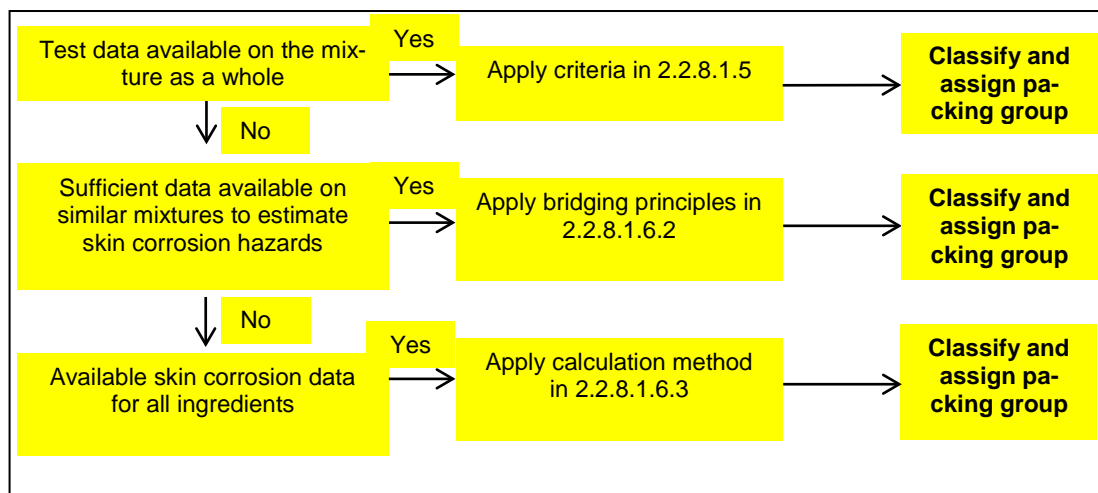 Test data available on the mix-
ture as a whole
Yes
Apply criteria in 2.2.8.1.5
Classify and
assign pa-
cking group
No
Sufficient data available on
similar mixtures to estimate
skin corrosion hazards
Yes
Apply bridging principles in
2.2.8.1.6.2
Classify and
assign pa-
cking group
No
Available skin corrosion data
for all ingredients
Yes
Apply calculation method
in 2.2.8.1.6.3
Classify and
assign pa-
cking group